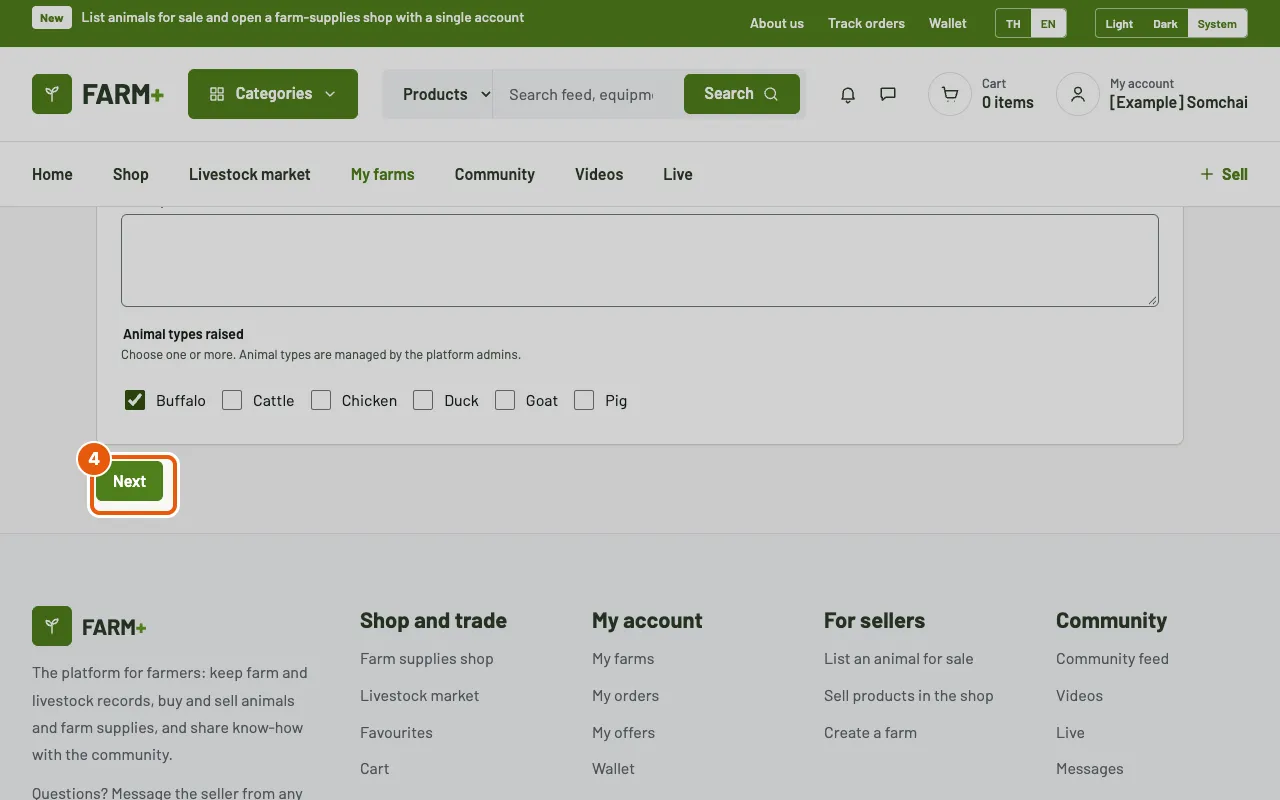 New
List animals for sale and open a farm-supplies shop with a single account
About us
Track orders
Wallet
TH
EN
Light
Dark
System
FARM+
Categories
Products
Search feed, equipm
Search
Cart
0 items
My account
[Example] Somchai
Home
Shop
Livestock market
My farms
Community
Videos
Live
+ Sell
Animal types raised
Choose one or more. Animal types are managed by the platform admins.
Buffalo
Cattle
Chicken
Duck
Goat
Pig
4
Next
FARM+
The platform for farmers: keep farm and
livestock records, buy and sell animals
and farm supplies, and share know-how
with the community.
Questions? Message the seller from any
Shop and trade
Farm supplies shop
Livestock market
Favourites
Cart
My account
My farms
My orders
My offers
Wallet
For sellers
List an animal for sale
Sell products in the shop
Create a farm
Community
Community feed
Videos
Live
Messages